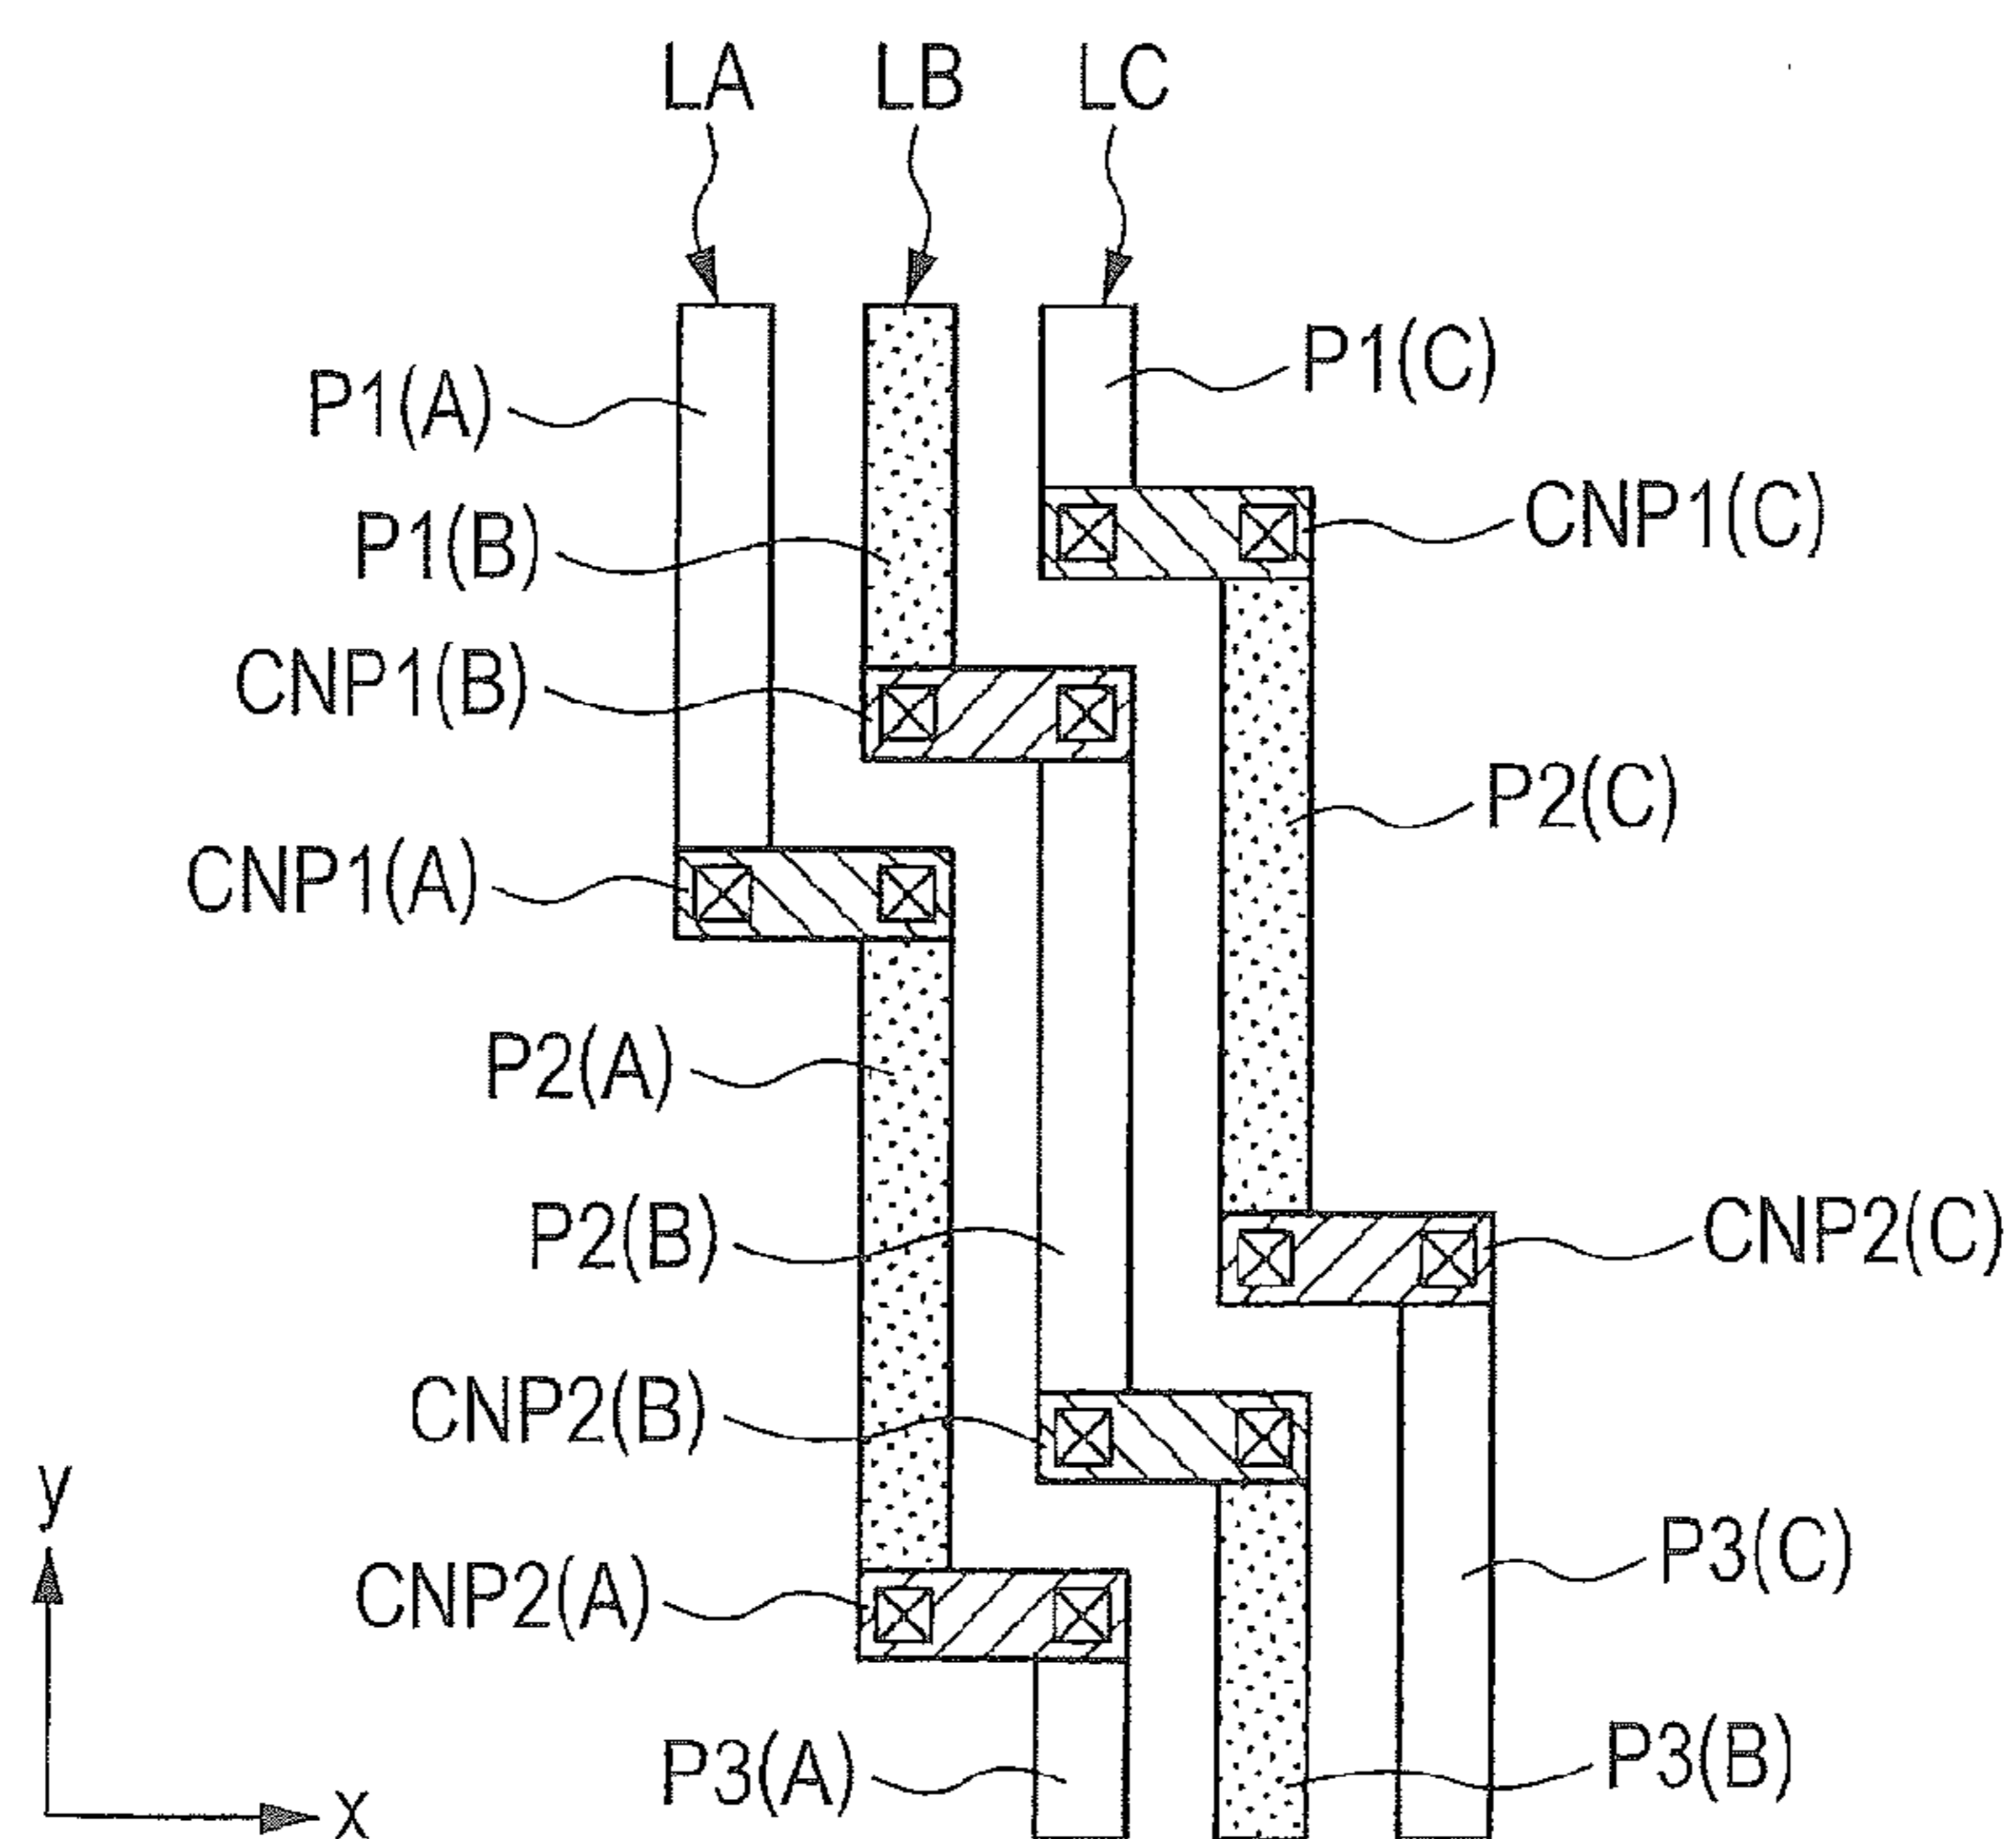 LA LB LC
P1(C)
P1(A)
CNP1(C)
P1(B)
CNP1(B)
P2(C)
CNP1(A)
P2(A)
P2(B)
CNP2(C)
CNP2(B)
y
P3(C)
CNP2(A)
P3(B)
P3(A)
x